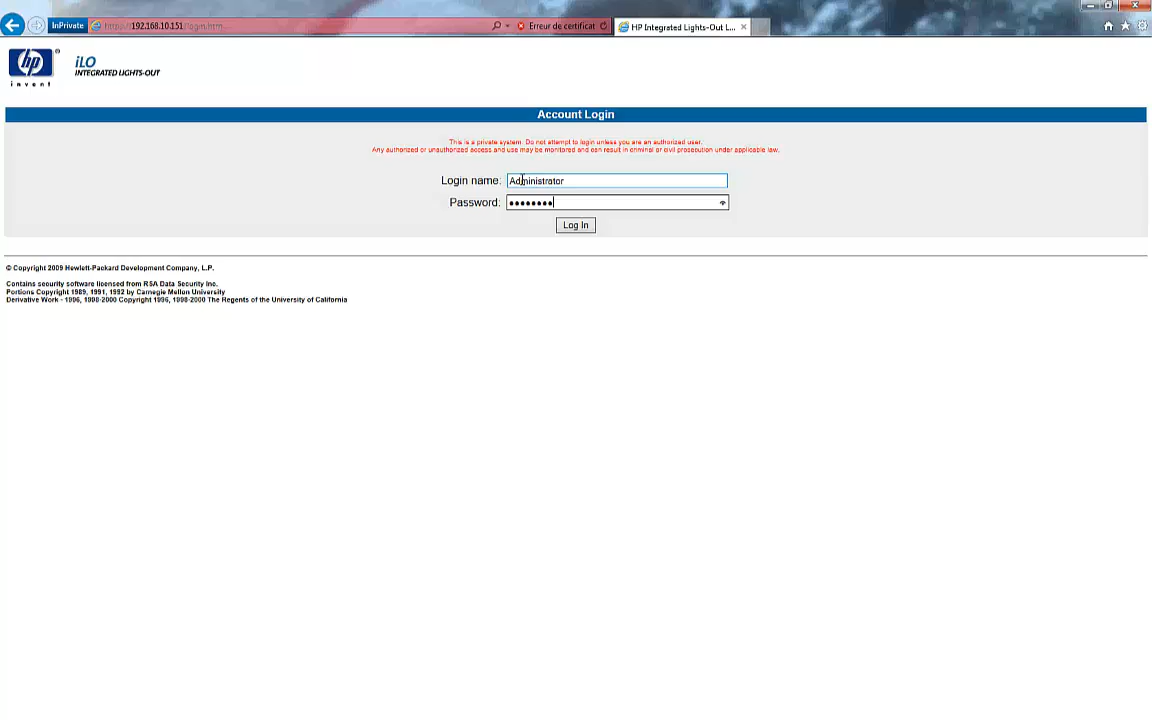 InPrivate
https://192.168.10.151/login.htm
Erreur de certificat
HP Integrated Lights-Out L...
hp
invent
iLO
INTEGRATED LIGHTS-OUT
Account Login
This is a private system. Do not attempt to login unless you are an authorized user.
Any authorized or unauthorized access and use may be monitored and can result in criminal or civil prosecution under applicable law.
Login name: Administrator
Password: ••••••••
Log In
© Copyright 2009 Hewlett-Packard Development Company, L.P.
Contains security software licensed from RSA Data Security Inc.
Portions Copyright 1989, 1991, 1992 by Carnegie Mellon University
Derivative Work - 1996, 1998-2000 Copyright 1996, 1998-2000 The Regents of the University of California